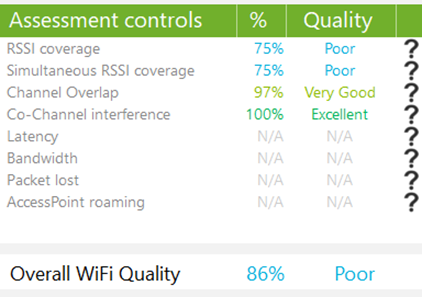 Assessment controls % Quality
RSSI coverage 75% Poor ?
Simultaneous RSSI coverage 75% Poor ?
Channel Overlap 97% Very Good ?
Co-Channel interference 100% Excellent ?
Latency N/A N/A ?
Bandwidth N/A N/A ?
Packet lost N/A N/A ?
AccessPoint roaming N/A N/A ?
Overall WiFi Quality 86% Poor